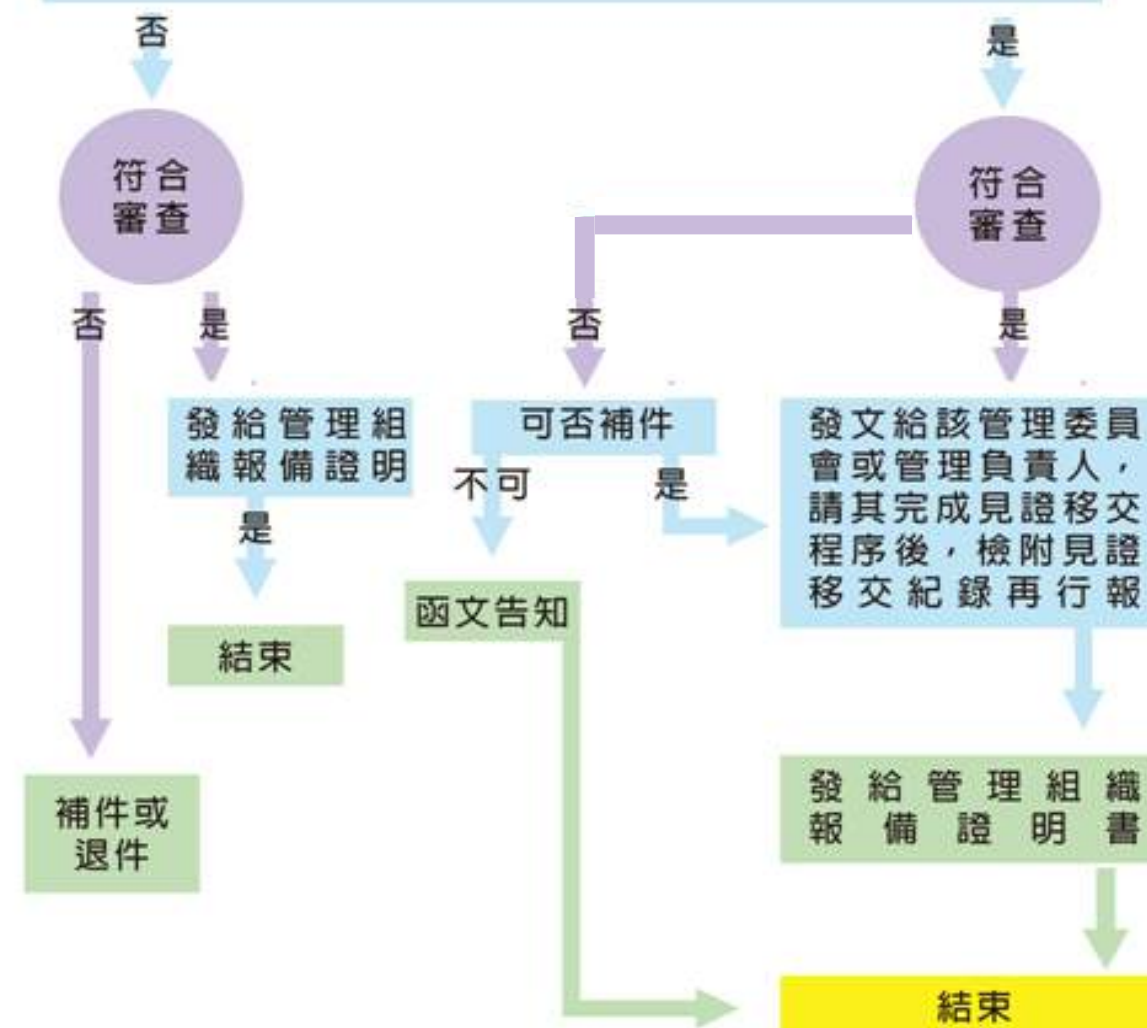 否
是
符合
審查
符合
審查
否
是
否
是
發給管理組
織報備證明
可否補件
發文給該管理委員
會或管理負責人，
請其完成見證移交
程序後，檢附見證
移交紀錄再行報
不可
是
是
函文告知
結束
補件或
退件
發給管理組織
報備證明書
結束